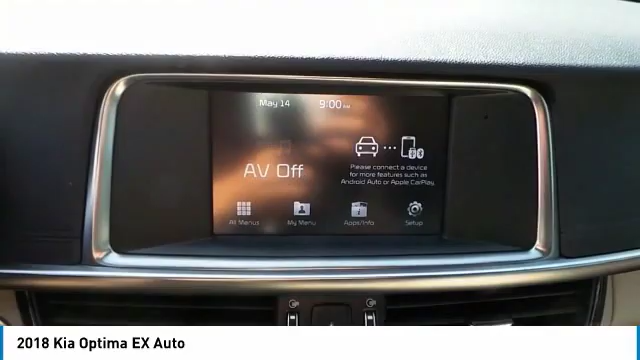 May 14 9:00 AM
AV Off
Please connect a device
for more features such as
Android Auto or Apple CarPlay.
All Menus My Menu Apps/Info Setup
2018 Kia Optima EX Auto